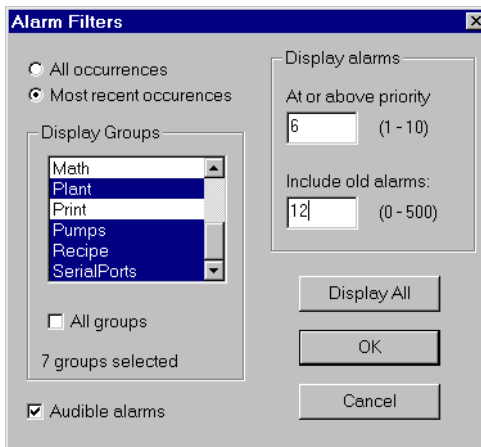 Alarm Filters
All occurrences
Most recent occurences
Display Groups
Math
Plant
Print
Pumps
Recipe
SerialPorts
All groups
7 groups selected
Audible alarms
Display alarms
At or above priority
6 (1 - 10)
Include old alarms:
12 (0 - 500)
Display All
OK
Cancel